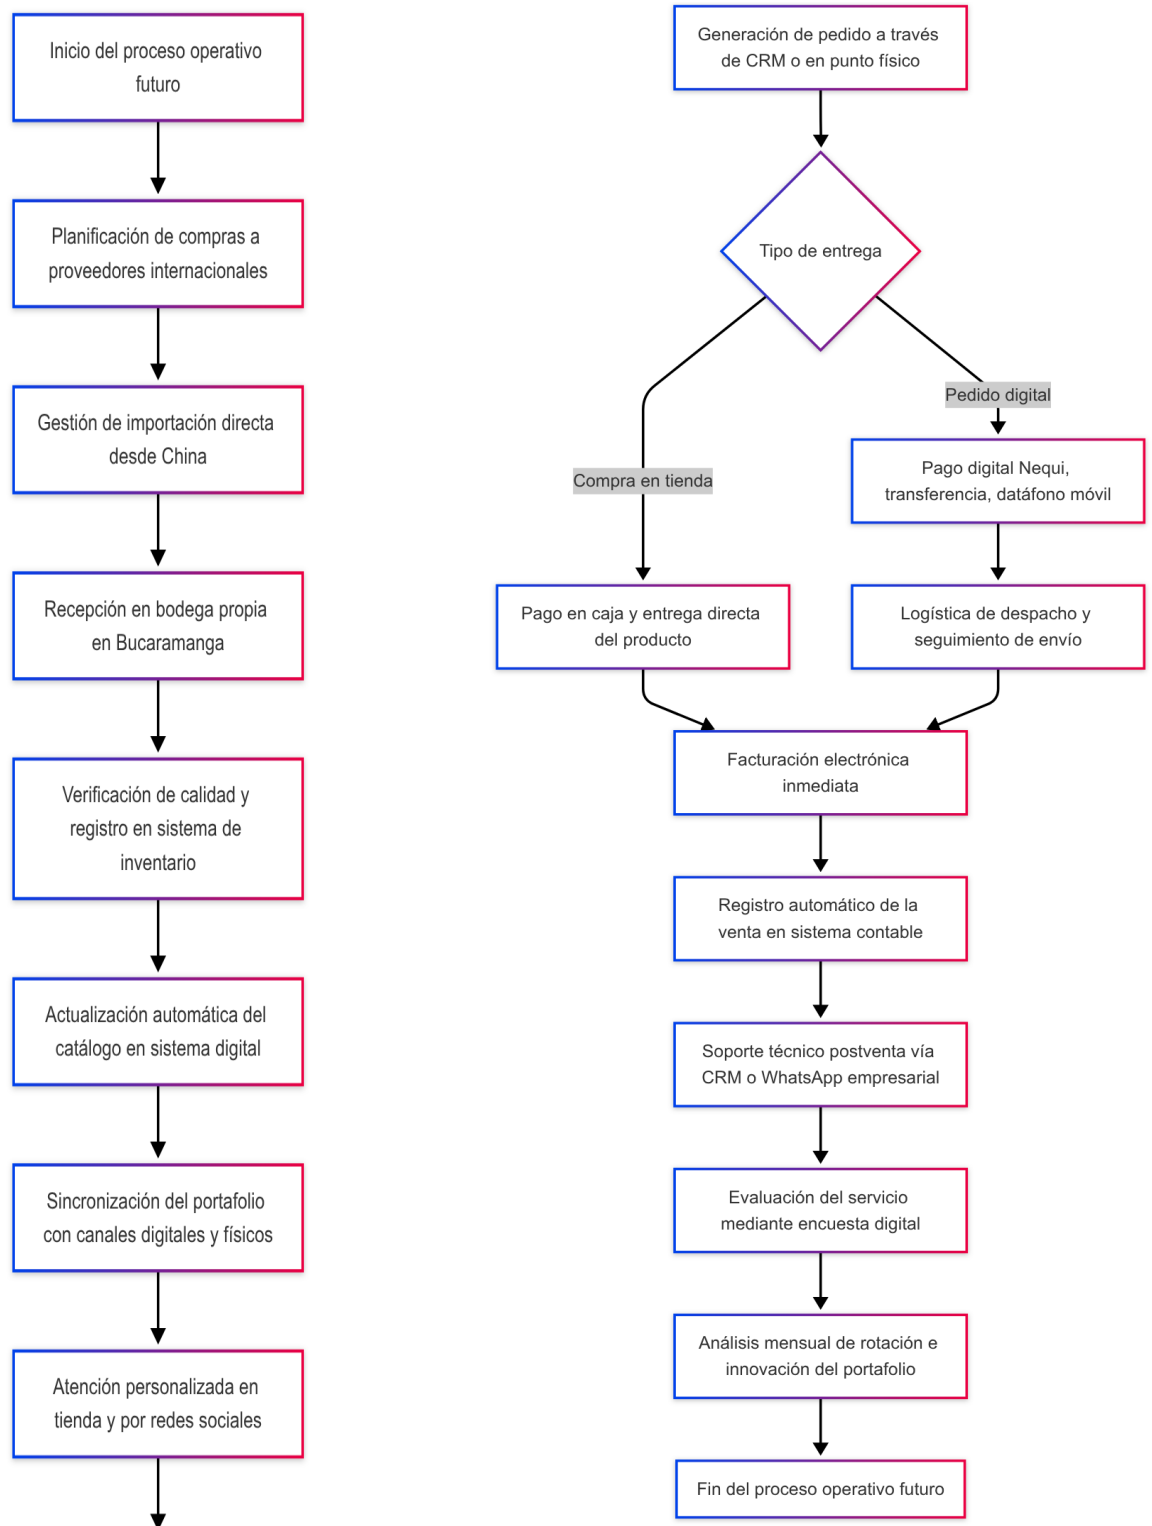 Inicio del proceso operativo
futuro
Planificación de compras a
proveedores internacionales
Gestión de importación directa
desde China
Recepción en bodega propia
en Bucaramanga
Verificación de calidad y
registro en sistema de
inventario
Actualización automática del
catálogo en sistema digital
Sincronización del portafolio
con canales digitales y físicos
Atención personalizada en
tienda y por redes sociales
Generación de pedido a través
de CRM o en punto físico
Tipo de entrega
Pedido digital
Compra en tienda
Pago digital Nequi,
transferencia, datáfono móvil
Pago en caja y entrega directa
del producto
Logística de despacho y
seguimiento de envío
Facturación electrónica
inmediata
Registro automático de la
venta en sistema contable
Soporte técnico postventa vía
CRM o WhatsApp empresarial
Evaluación del servicio
mediante encuesta digital
Análisis mensual de rotación e
innovación del portafolio
Fin del proceso operativo futuro